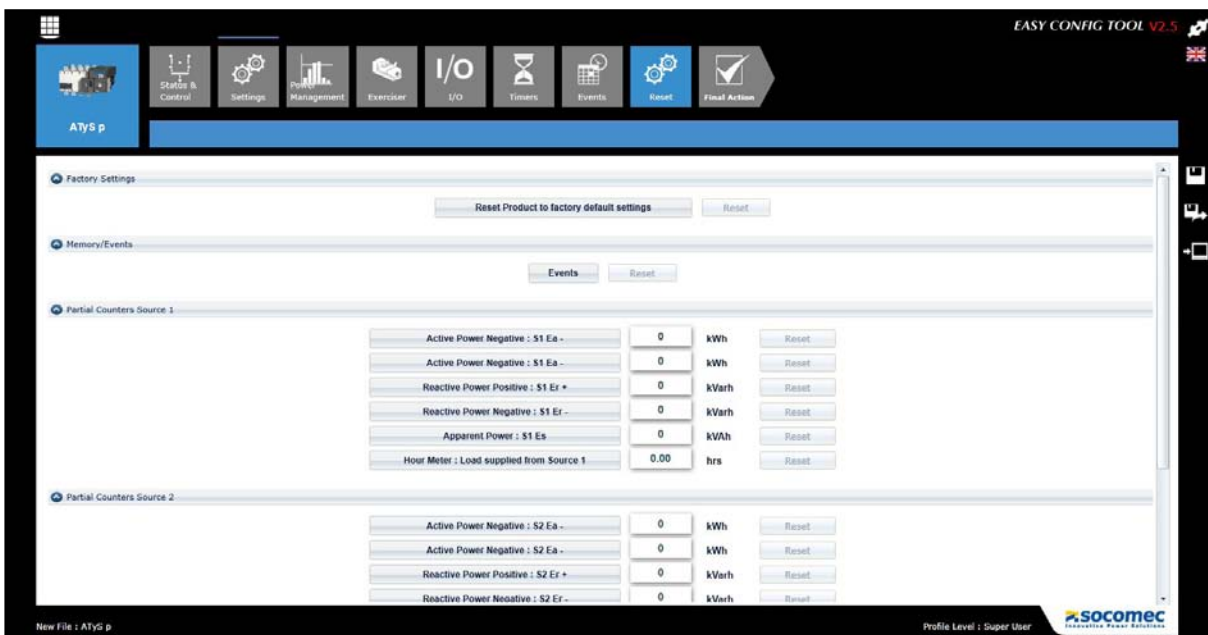 EASY CONFIG TOOL V2.5
Status & Control
Settings
Power Management
Exerciser
I/O
I/O
Timers
Events
Reset
Final Action
ATyS p
Factory Settings
Reset Product to factory default settings Reset
Memory/Events
Events Reset
Partial Counters Source 1
Active Power Negative : S1 Ea - 0 kWh Reset
Active Power Negative : S1 Ea - 0 kWh Reset
Reactive Power Positive : S1 Er + 0 kVarh Reset
Reactive Power Negative : S1 Er - 0 kVarh Reset
Apparent Power : S1 Es 0 kVAh Reset
Hour Meter : Load supplied from Source 1 0.00 hrs Reset
Partial Counters Source 2
Active Power Negative : S2 Ea - 0 kWh Reset
Active Power Negative : S2 Ea - 0 kWh Reset
Reactive Power Positive : S2 Er + 0 kVarh Reset
Reactive Power Negative : S2 Er - 0 kVarh Reset
New File : ATyS p
Profile Level : Super User
socomec
Innovative Power Solutions